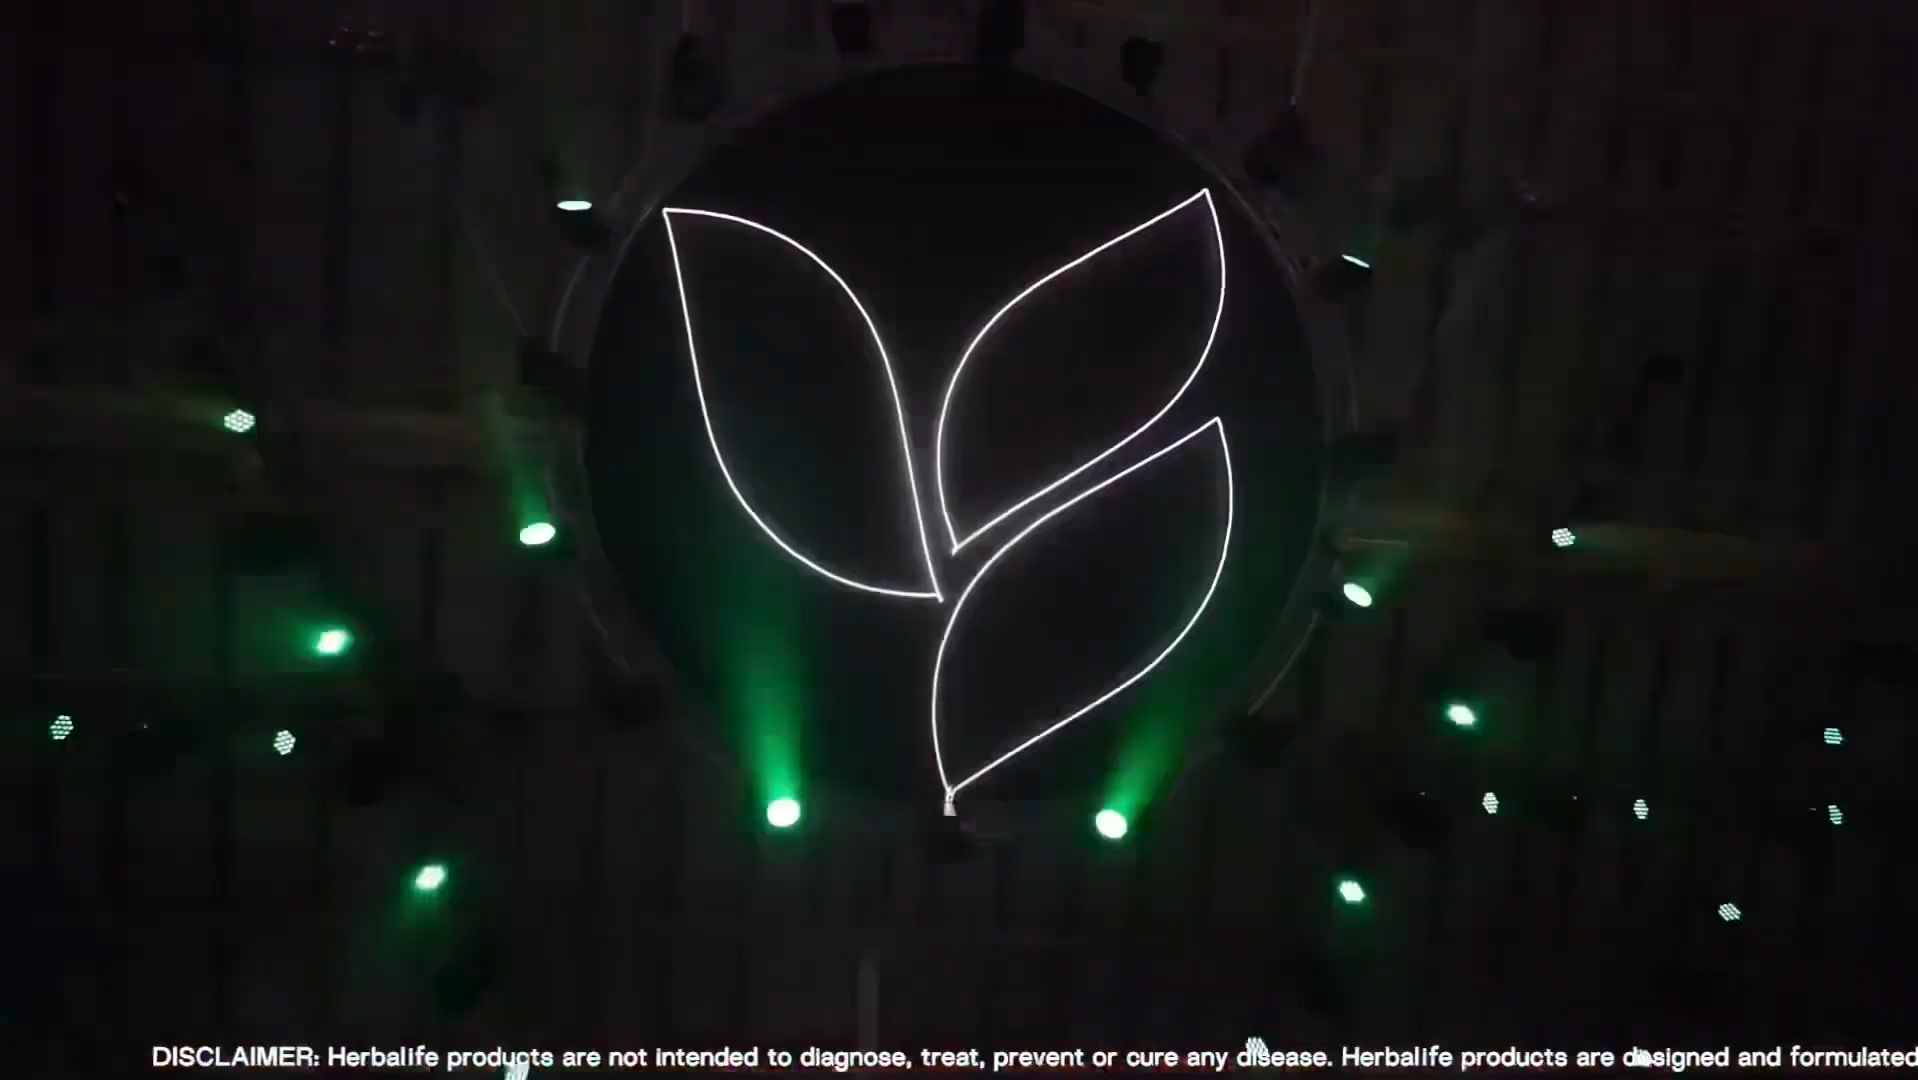 DISCLAIMER: Herbalife products are not intended to diagnose, treat, prevent or cure any disease. Herbalife products are designed and formulated